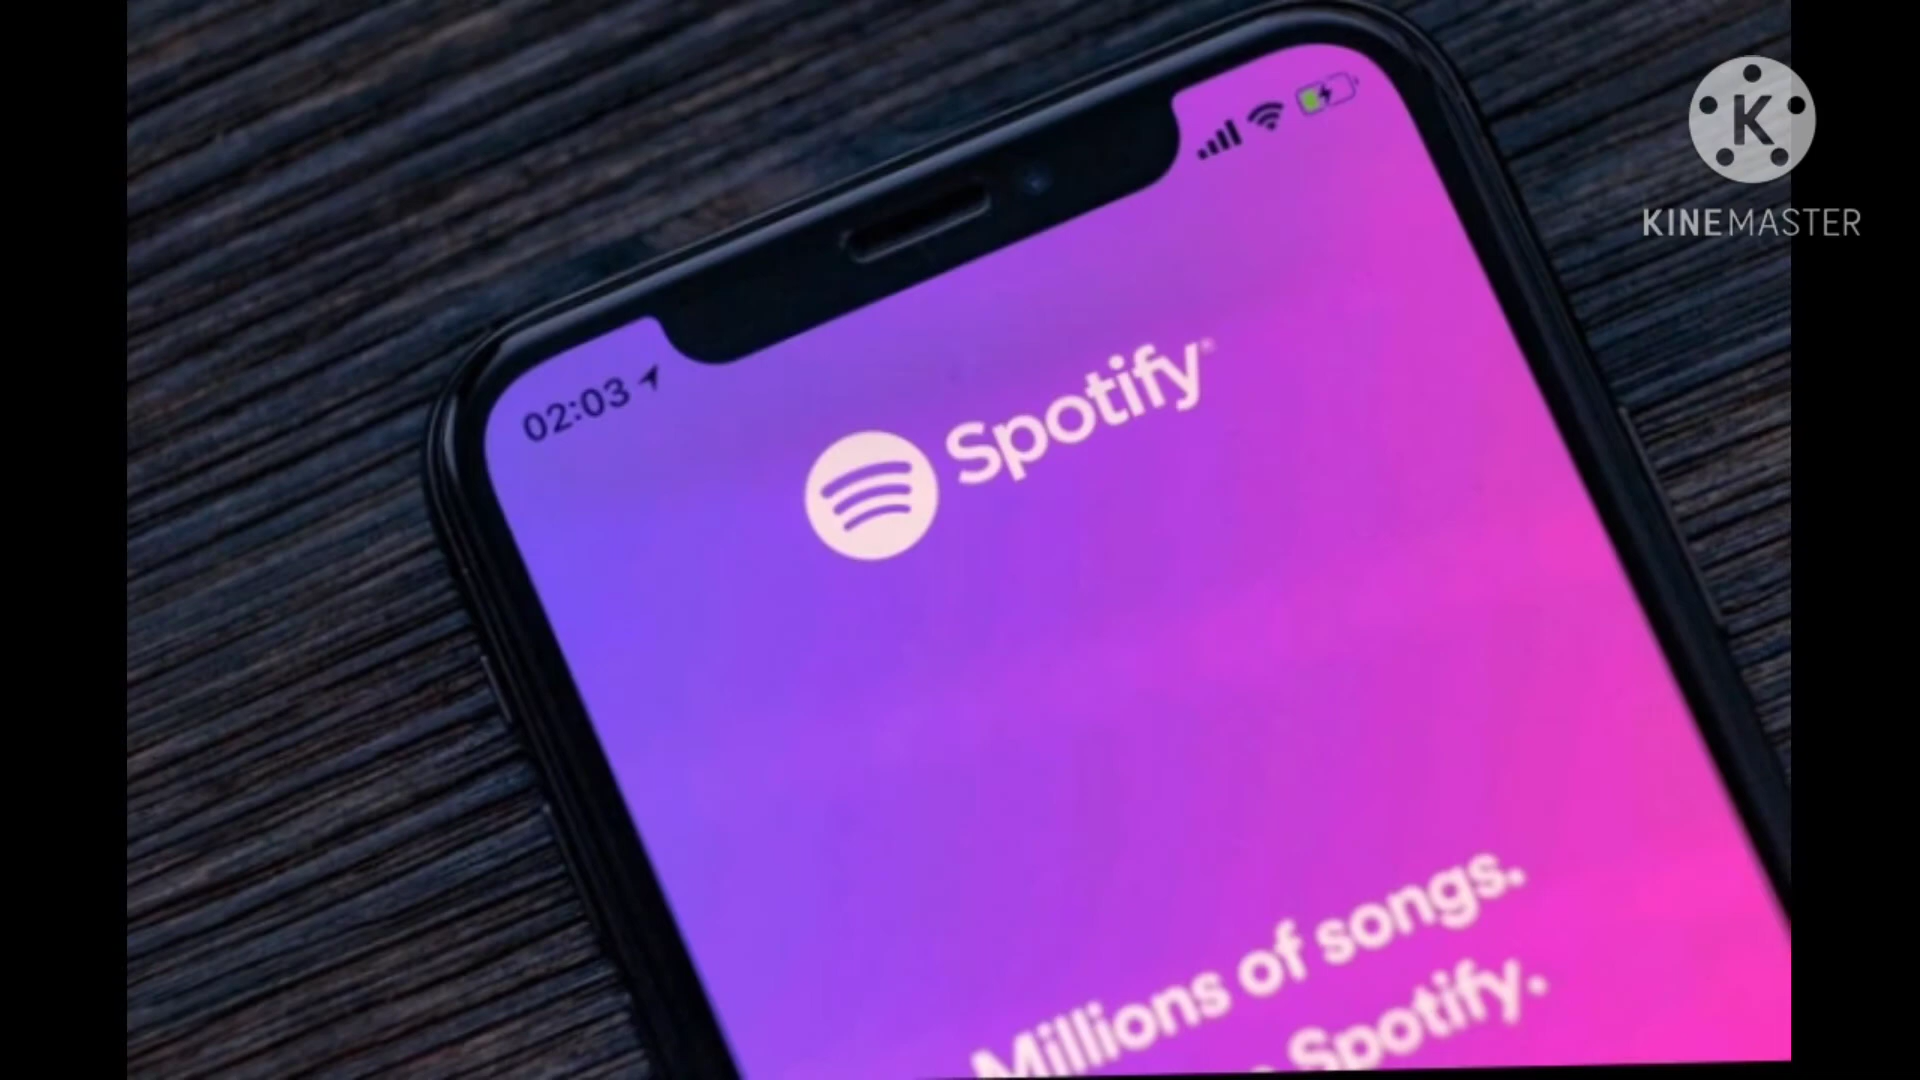 K
KINEMASTER
02:03
Spotify®
Millions of songs.
Spotify.